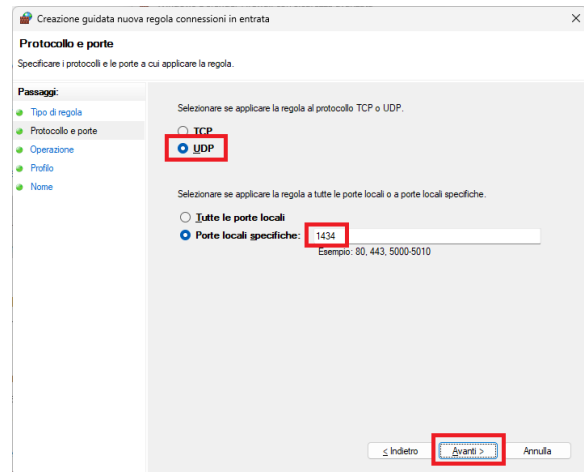 Creazione guidata nuova regola connessioni in entrata
Protocollo e porte
Specificare i protocolli e le porte a cui applicare la regola.
Passaggi:
Tipo di regola
Protocollo e porte
Operazione
Profilo
Nome
Selezionare se applicare la regola al protocollo TCP o UDP.
TCP
UDP
Selezionare se applicare la regola a tutte le porte locali o a porte locali specifiche.
Tutte le porte locali
Porte locali specifiche: 1434
Esempio: 80, 443, 5000-5010
< Indietro Avanti > Annulla